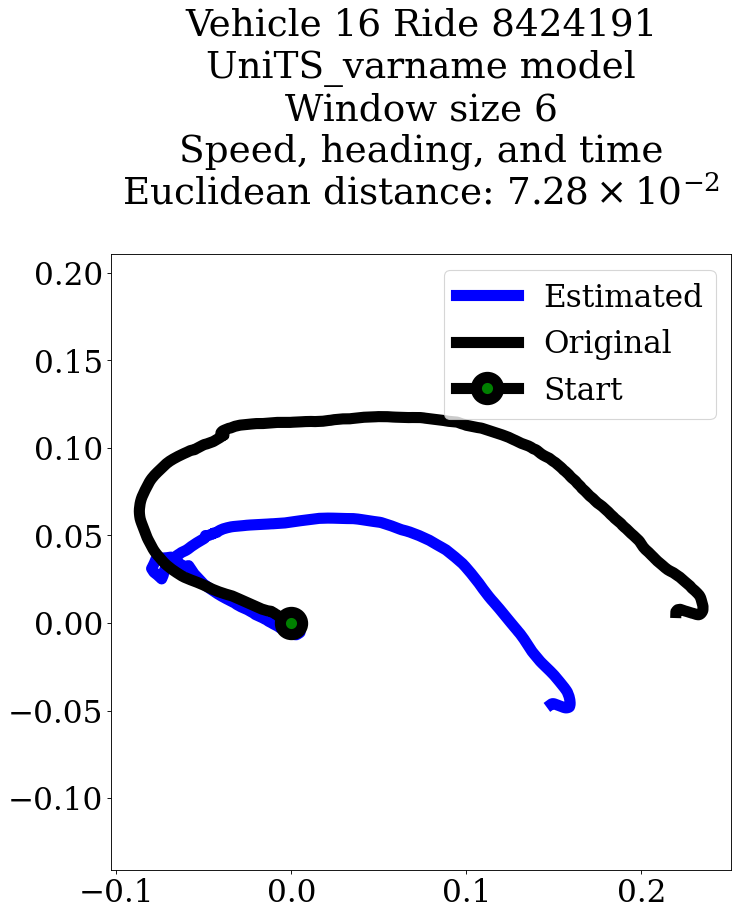 Vehicle 16 Ride 8424191
UniTS_varname model
Window size 6
Speed, heading, and time
Euclidean distance: 7.28 × 10⁻²
Estimated
Original
Start
0.20
0.15
0.10
0.05
0.00
−0.05
−0.10
−0.1 0.0 0.1 0.2